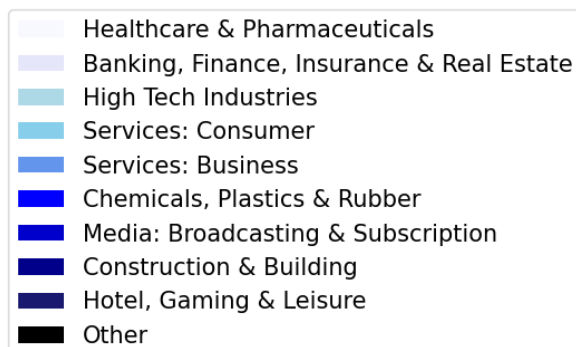 Healthcare & Pharmaceuticals
Banking, Finance, Insurance & Real Estate
High Tech Industries
Services: Consumer
Services: Business
Chemicals, Plastics & Rubber
Media: Broadcasting & Subscription
Construction & Building
Hotel, Gaming & Leisure
Other